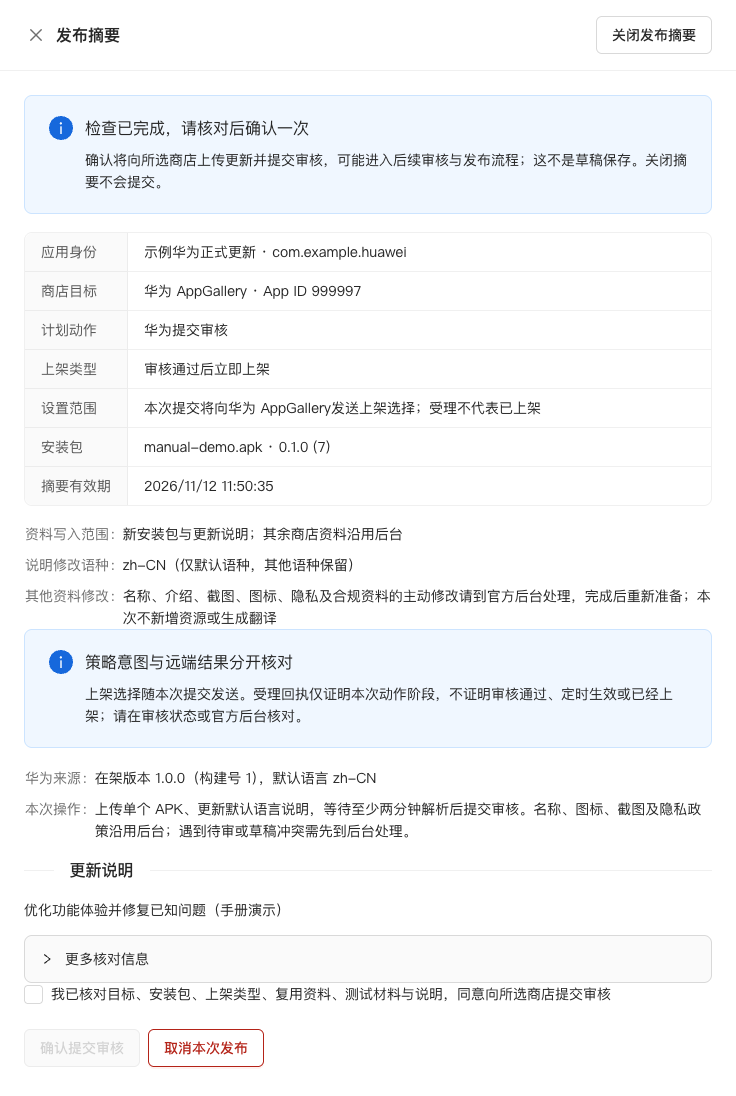 发布摘要
关闭发布摘要
检查已完成，请核对后确认一次
确认将向所选商店上传更新并提交审核，可能进入后续审核与发布流程；这不是草稿保存。关闭摘
要不会提交。
应用身份
示例华为正式更新 · com.example.huawei
商店目标
华为 AppGallery · App ID 999997
计划动作
华为提交审核
上架类型
审核通过后立即上架
设置范围
本次提交将向华为 AppGallery发送上架选择；受理不代表已上架
安装包
manual-demo.apk · 0.1.0 (7)
摘要有效期
2026/11/12 11:50:35
资料写入范围：新安装包与更新说明；其余商店资料沿用后台
说明修改语种：zh-CN（仅默认语种，其他语种保留）
其他资料修改：名称、介绍、截图、图标、隐私及合规资料的主动修改请到官方后台处理，完成后重新准备；本
次不新增资源或生成翻译
策略意图与远端结果分开核对
上架选择随本次提交发送。受理回执仅证明本次动作阶段，不证明审核通过、定时生效或已经上
架；请在审核状态或官方后台核对。
华为来源：在架版本 1.0.0（构建号 1），默认语言 zh-CN
本次操作：上传单个 APK、更新默认语言说明，等待至少两分钟解析后提交审核。名称、图标、截图及隐私政
策沿用后台；遇到待审或草稿冲突需先到后台处理。
更新说明
优化功能体验并修复已知问题（手册演示）
更多核对信息
我已核对目标、安装包、上架类型、复用资料、测试材料与说明，同意向所选商店提交审核
确认提交审核
取消本次发布